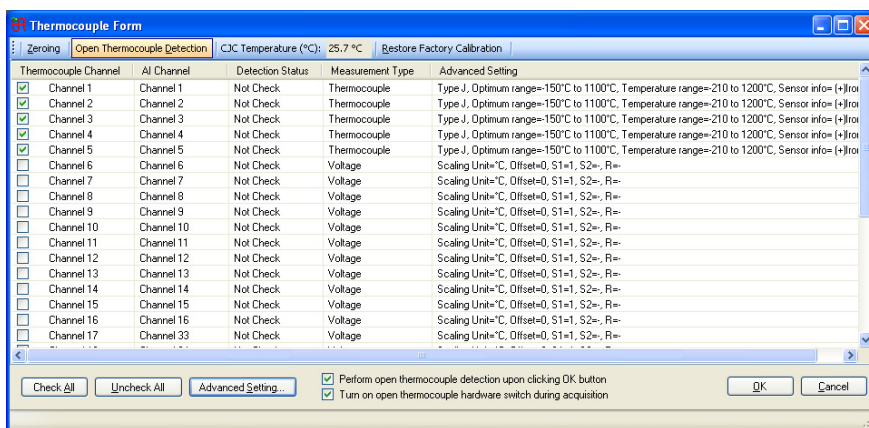 Thermocouple Form
Zeroing Open Thermocouple Detection CJC Temperature (°C): 25.7 °C Restore Factory Calibration
Thermocouple Channel AI Channel Detection Status Measurement Type Advanced Setting
Channel 1 Channel 1 Not Check Thermocouple Type J, Optimum range=-150°C to 1100°C, Temperature range=-210 to 1200°C, Sensor info= (+)Iro
Channel 2 Channel 2 Not Check Thermocouple Type J, Optimum range=-150°C to 1100°C, Temperature range=-210 to 1200°C, Sensor info= (+)Iro
Channel 3 Channel 3 Not Check Thermocouple Type J, Optimum range=-150°C to 1100°C, Temperature range=-210 to 1200°C, Sensor info= (+)Iro
Channel 4 Channel 4 Not Check Thermocouple Type J, Optimum range=-150°C to 1100°C, Temperature range=-210 to 1200°C, Sensor info= (+)Iro
Channel 5 Channel 5 Not Check Thermocouple Type J, Optimum range=-150°C to 1100°C, Temperature range=-210 to 1200°C, Sensor info= (+)Iro
Channel 6 Channel 6 Not Check Voltage Scaling Unit=°C, Offset=0, S1=1, S2=-, R=-
Channel 7 Channel 7 Not Check Voltage Scaling Unit=°C, Offset=0, S1=1, S2=-, R=-
Channel 8 Channel 8 Not Check Voltage Scaling Unit=°C, Offset=0, S1=1, S2=-, R=-
Channel 9 Channel 9 Not Check Voltage Scaling Unit=°C, Offset=0, S1=1, S2=-, R=-
Channel 10 Channel 10 Not Check Voltage Scaling Unit=°C, Offset=0, S1=1, S2=-, R=-
Channel 11 Channel 11 Not Check Voltage Scaling Unit=°C, Offset=0, S1=1, S2=-, R=-
Channel 12 Channel 12 Not Check Voltage Scaling Unit=°C, Offset=0, S1=1, S2=-, R=-
Channel 13 Channel 13 Not Check Voltage Scaling Unit=°C, Offset=0, S1=1, S2=-, R=-
Channel 14 Channel 14 Not Check Voltage Scaling Unit=°C, Offset=0, S1=1, S2=-, R=-
Channel 15 Channel 15 Not Check Voltage Scaling Unit=°C, Offset=0, S1=1, S2=-, R=-
Channel 16 Channel 16 Not Check Voltage Scaling Unit=°C, Offset=0, S1=1, S2=-, R=-
Channel 17 Channel 33 Not Check Voltage Scaling Unit=°C, Offset=0, S1=1, S2=-, R=-
Check All Uncheck All Advanced Setting... Perform open thermocouple detection upon clicking OK button OK Cancel
Turn on open thermocouple hardware switch during acquisition